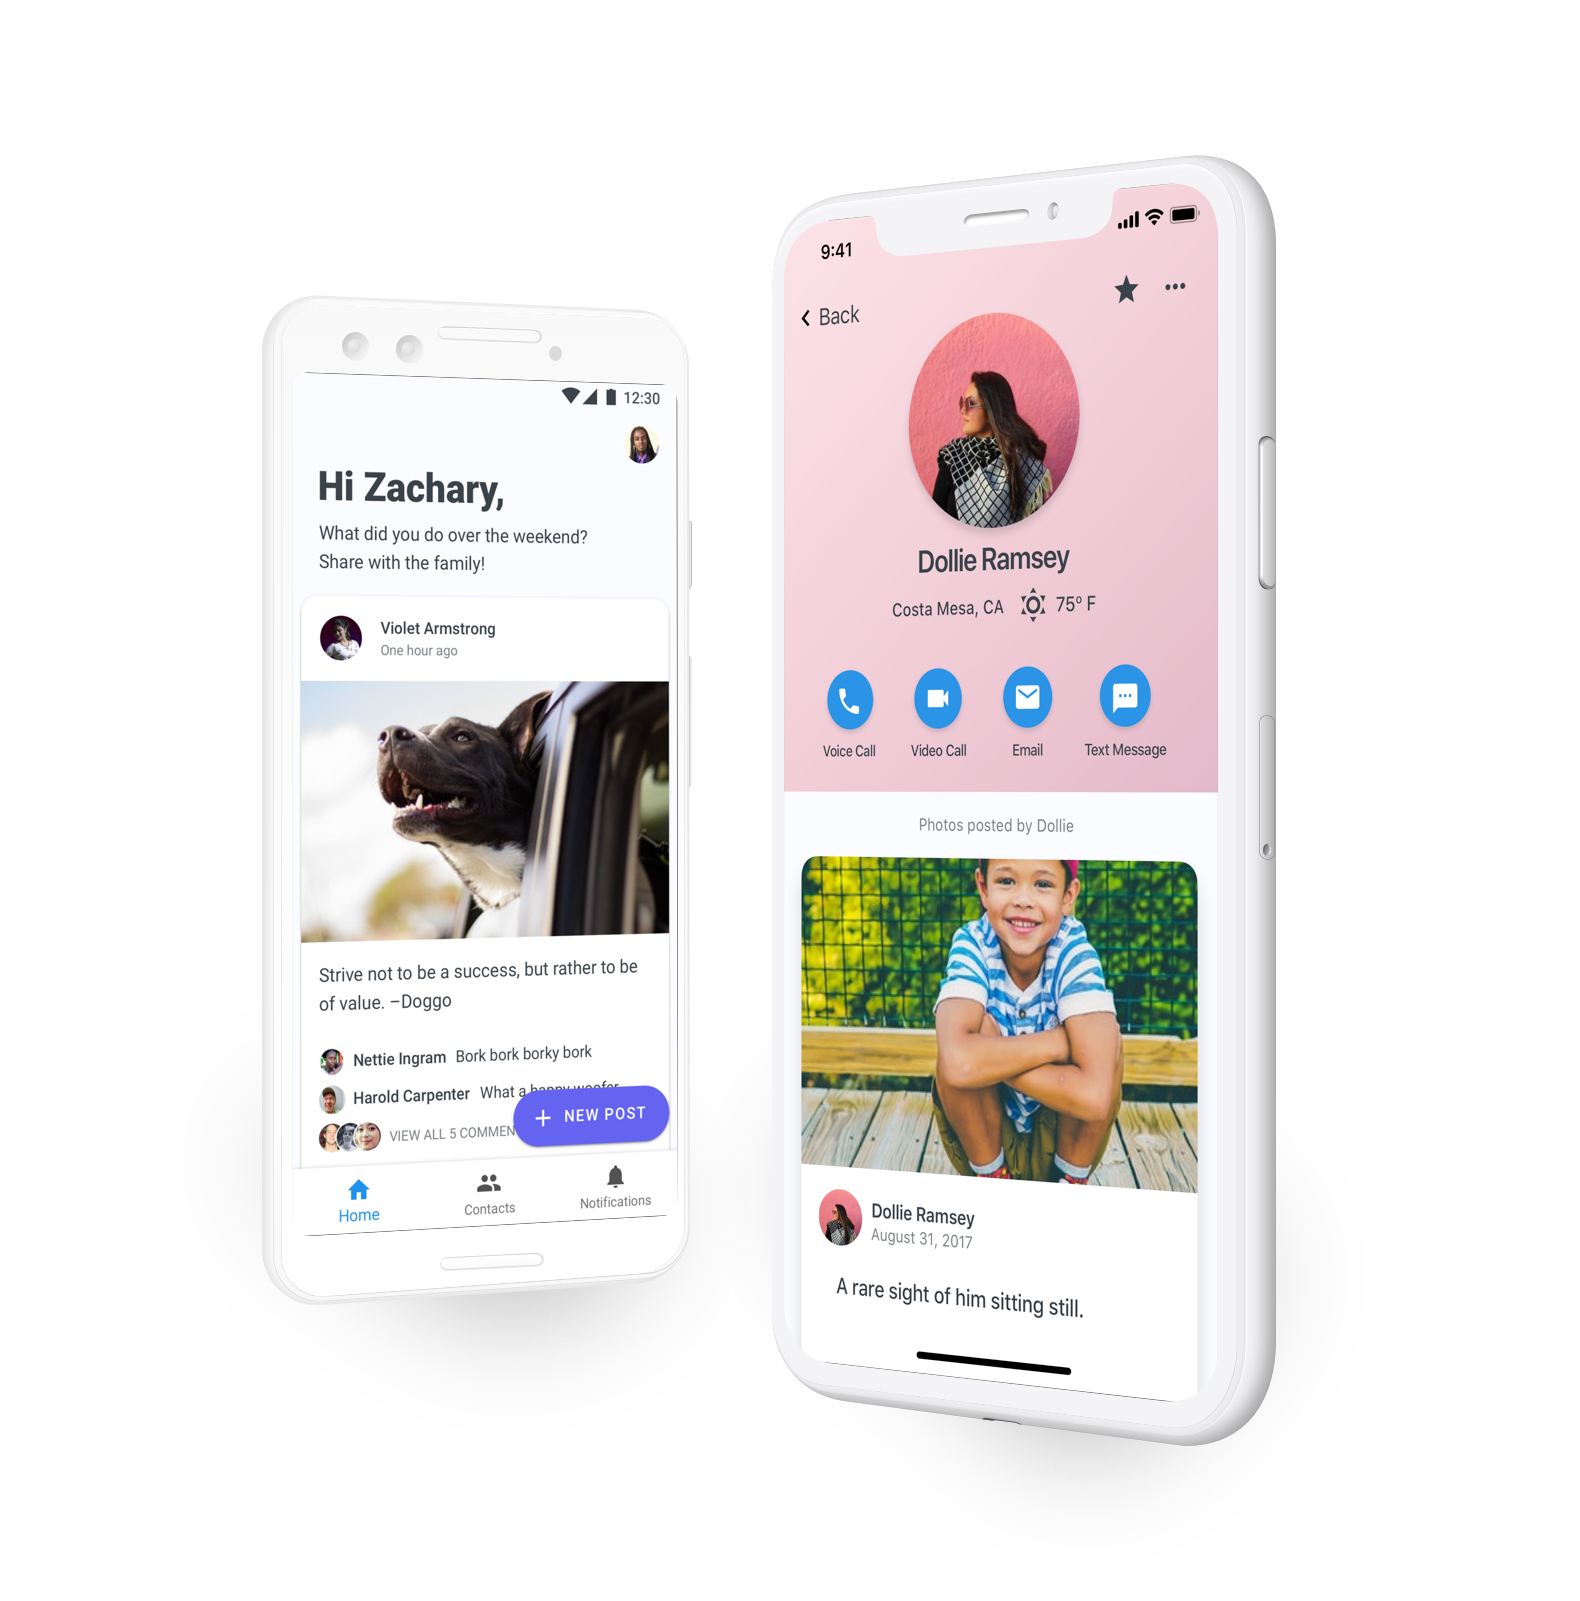 12:30
Hi Zachary,
What did you do over the weekend?
Share with the family!
Violet Armstrong
One hour ago
Strive not to be a success, but rather to be
of value. –Doggo
Nettie Ingram Bork bork borky bork
Harold Carpenter What a happy woofer
VIEW ALL 5 COMMEN
NEW POST
Home
Contacts
Notifications
9:41
Back
Dollie Ramsey
Costa Mesa, CA 75° F
Voice Call
Video Call
Email
Text Message
Photos posted by Dollie
Dollie Ramsey
August 31, 2017
A rare sight of him sitting still.